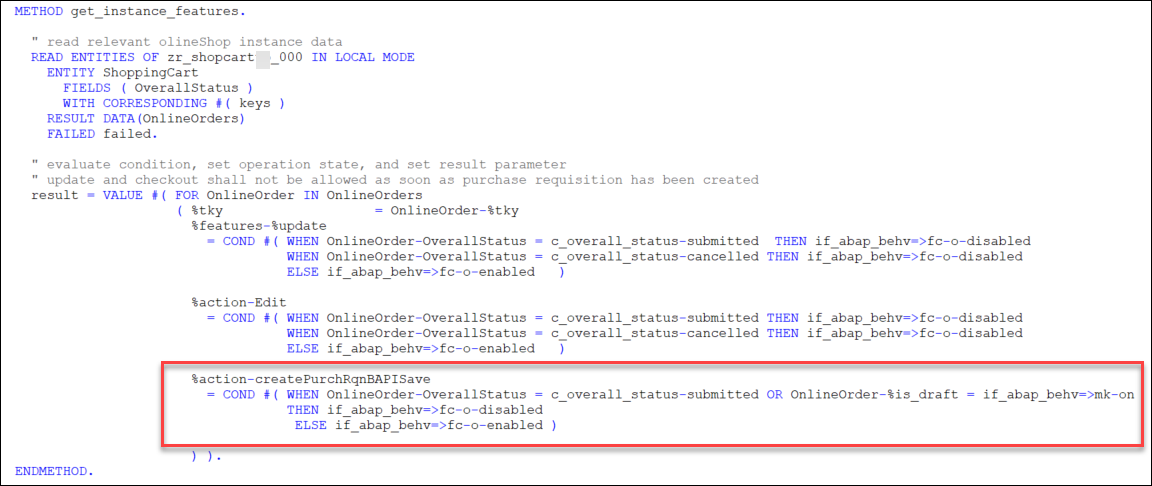 METHOD get_instance_features.
" read relevant olineShop instance data
READ ENTITIES OF zr_shopcart _000 IN LOCAL MODE
ENTITY ShoppingCart
FIELDS ( OverallStatus )
WITH CORRESPONDING #( keys )
RESULT DATA(OnlineOrders)
FAILED failed.
" evaluate condition, set operation state, and set result parameter
" update and checkout shall not be allowed as soon as purchase requisition has been created
result = VALUE #( FOR OnlineOrder IN OnlineOrders
( %tky = OnlineOrder-%tky
%features-%update
= COND #( WHEN OnlineOrder-OverallStatus = c_overall_status-submitted THEN if_abap_behv=>fc-o-disabled
WHEN OnlineOrder-OverallStatus = c_overall_status-cancelled THEN if_abap_behv=>fc-o-disabled
ELSE if_abap_behv=>fc-o-enabled )
%action-Edit
= COND #( WHEN OnlineOrder-OverallStatus = c_overall_status-submitted THEN if_abap_behv=>fc-o-disabled
WHEN OnlineOrder-OverallStatus = c_overall_status-cancelled THEN if_abap_behv=>fc-o-disabled
ELSE if_abap_behv=>fc-o-enabled )
%action-createPurchRqnBAPISave
= COND #( WHEN OnlineOrder-OverallStatus = c_overall_status-submitted OR OnlineOrder-%is_draft = if_abap_behv=>mk-on
THEN if_abap_behv=>fc-o-disabled
ELSE if_abap_behv=>fc-o-enabled )
) ).
ENDMETHOD.